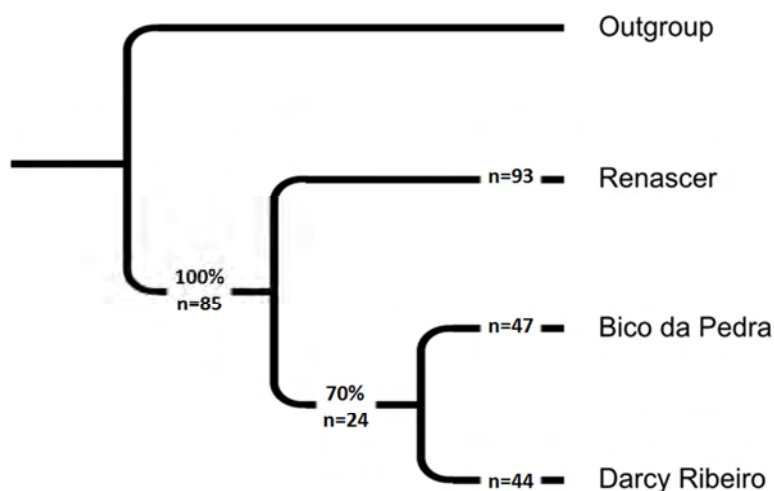 Outgroup
n=93 Renascer
100%
n=85
n=47 Bico da Pedra
70%
n=24
n=44 Darcy Ribeiro